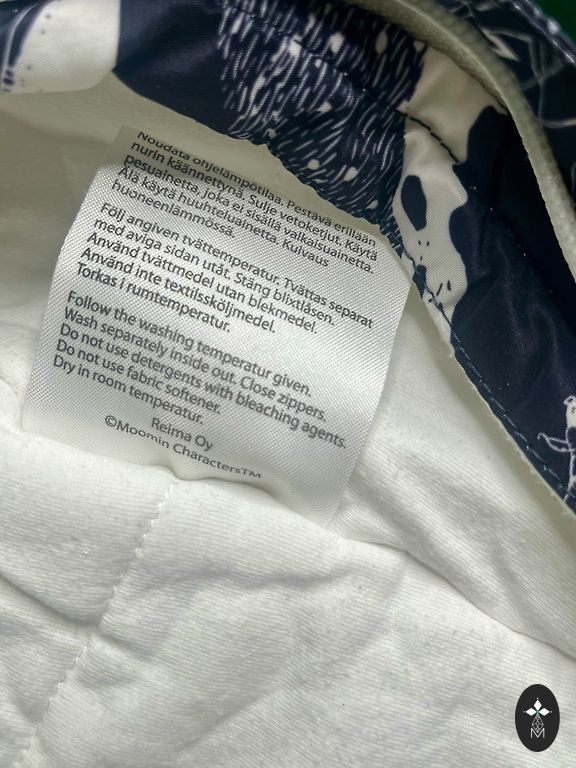 Noudata ohjelämpötilaa. Pestävä erillään
nurin käännettynä. Sulje vetoketjut. Käytä
pesuainetta, joka ei sisällä valkaisuainetta.
Älä käytä huuhteluainetta. Kuivaus
huoneenlämmössä.
Följ angiven tvättemperatur. Tvättas separat
med aviga sidan utåt. Stäng blixtlåsen.
Använd tvättmedel utan blekmedel.
Använd inte textilssköljmedel.
Torkas i rumtemperatur.
Follow the washing temperatur given.
Wash separately inside out. Close zippers.
Do not use detergents with bleaching agents.
Do not use fabric softener.
Dry in room temperatur.
Reima Oy
©Moomin Characters™
M